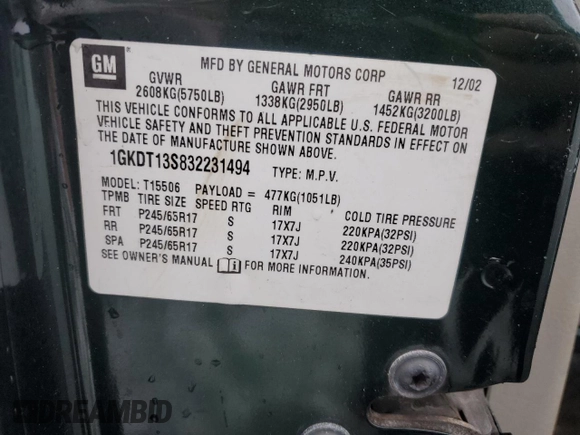 GM
MFD BY GENERAL MOTORS CORP
12/02
GVWR GAWR FRT GAWR RR
2608KG(5750LB) 1338KG(2950LB) 1452KG(3200LB)
THIS VEHICLE CONFORMS TO ALL APPLICABLE U.S. FEDERAL MOTOR
VEHICLE SAFETY AND THEFT PREVENTION STANDARDS IN EFFECT ON
THE DATE OF MANUFACTURE SHOWN ABOVE.
1GKDT13S832231494 TYPE: M.P.V.
MODEL: T15506 PAYLOAD = 477KG(1051LB)
TPMB TIRE SIZE SPEED RTG RIM COLD TIRE PRESSURE
FRT P245/65R17 S 17X7J 220KPA(32PSI)
RR P245/65R17 S 17X7J 220KPA(32PSI)
SPA P245/65R17 S 17X7J 240KPA(35PSI)
SEE OWNER'S MANUAL FOR MORE INFORMATION.
DREAMBID